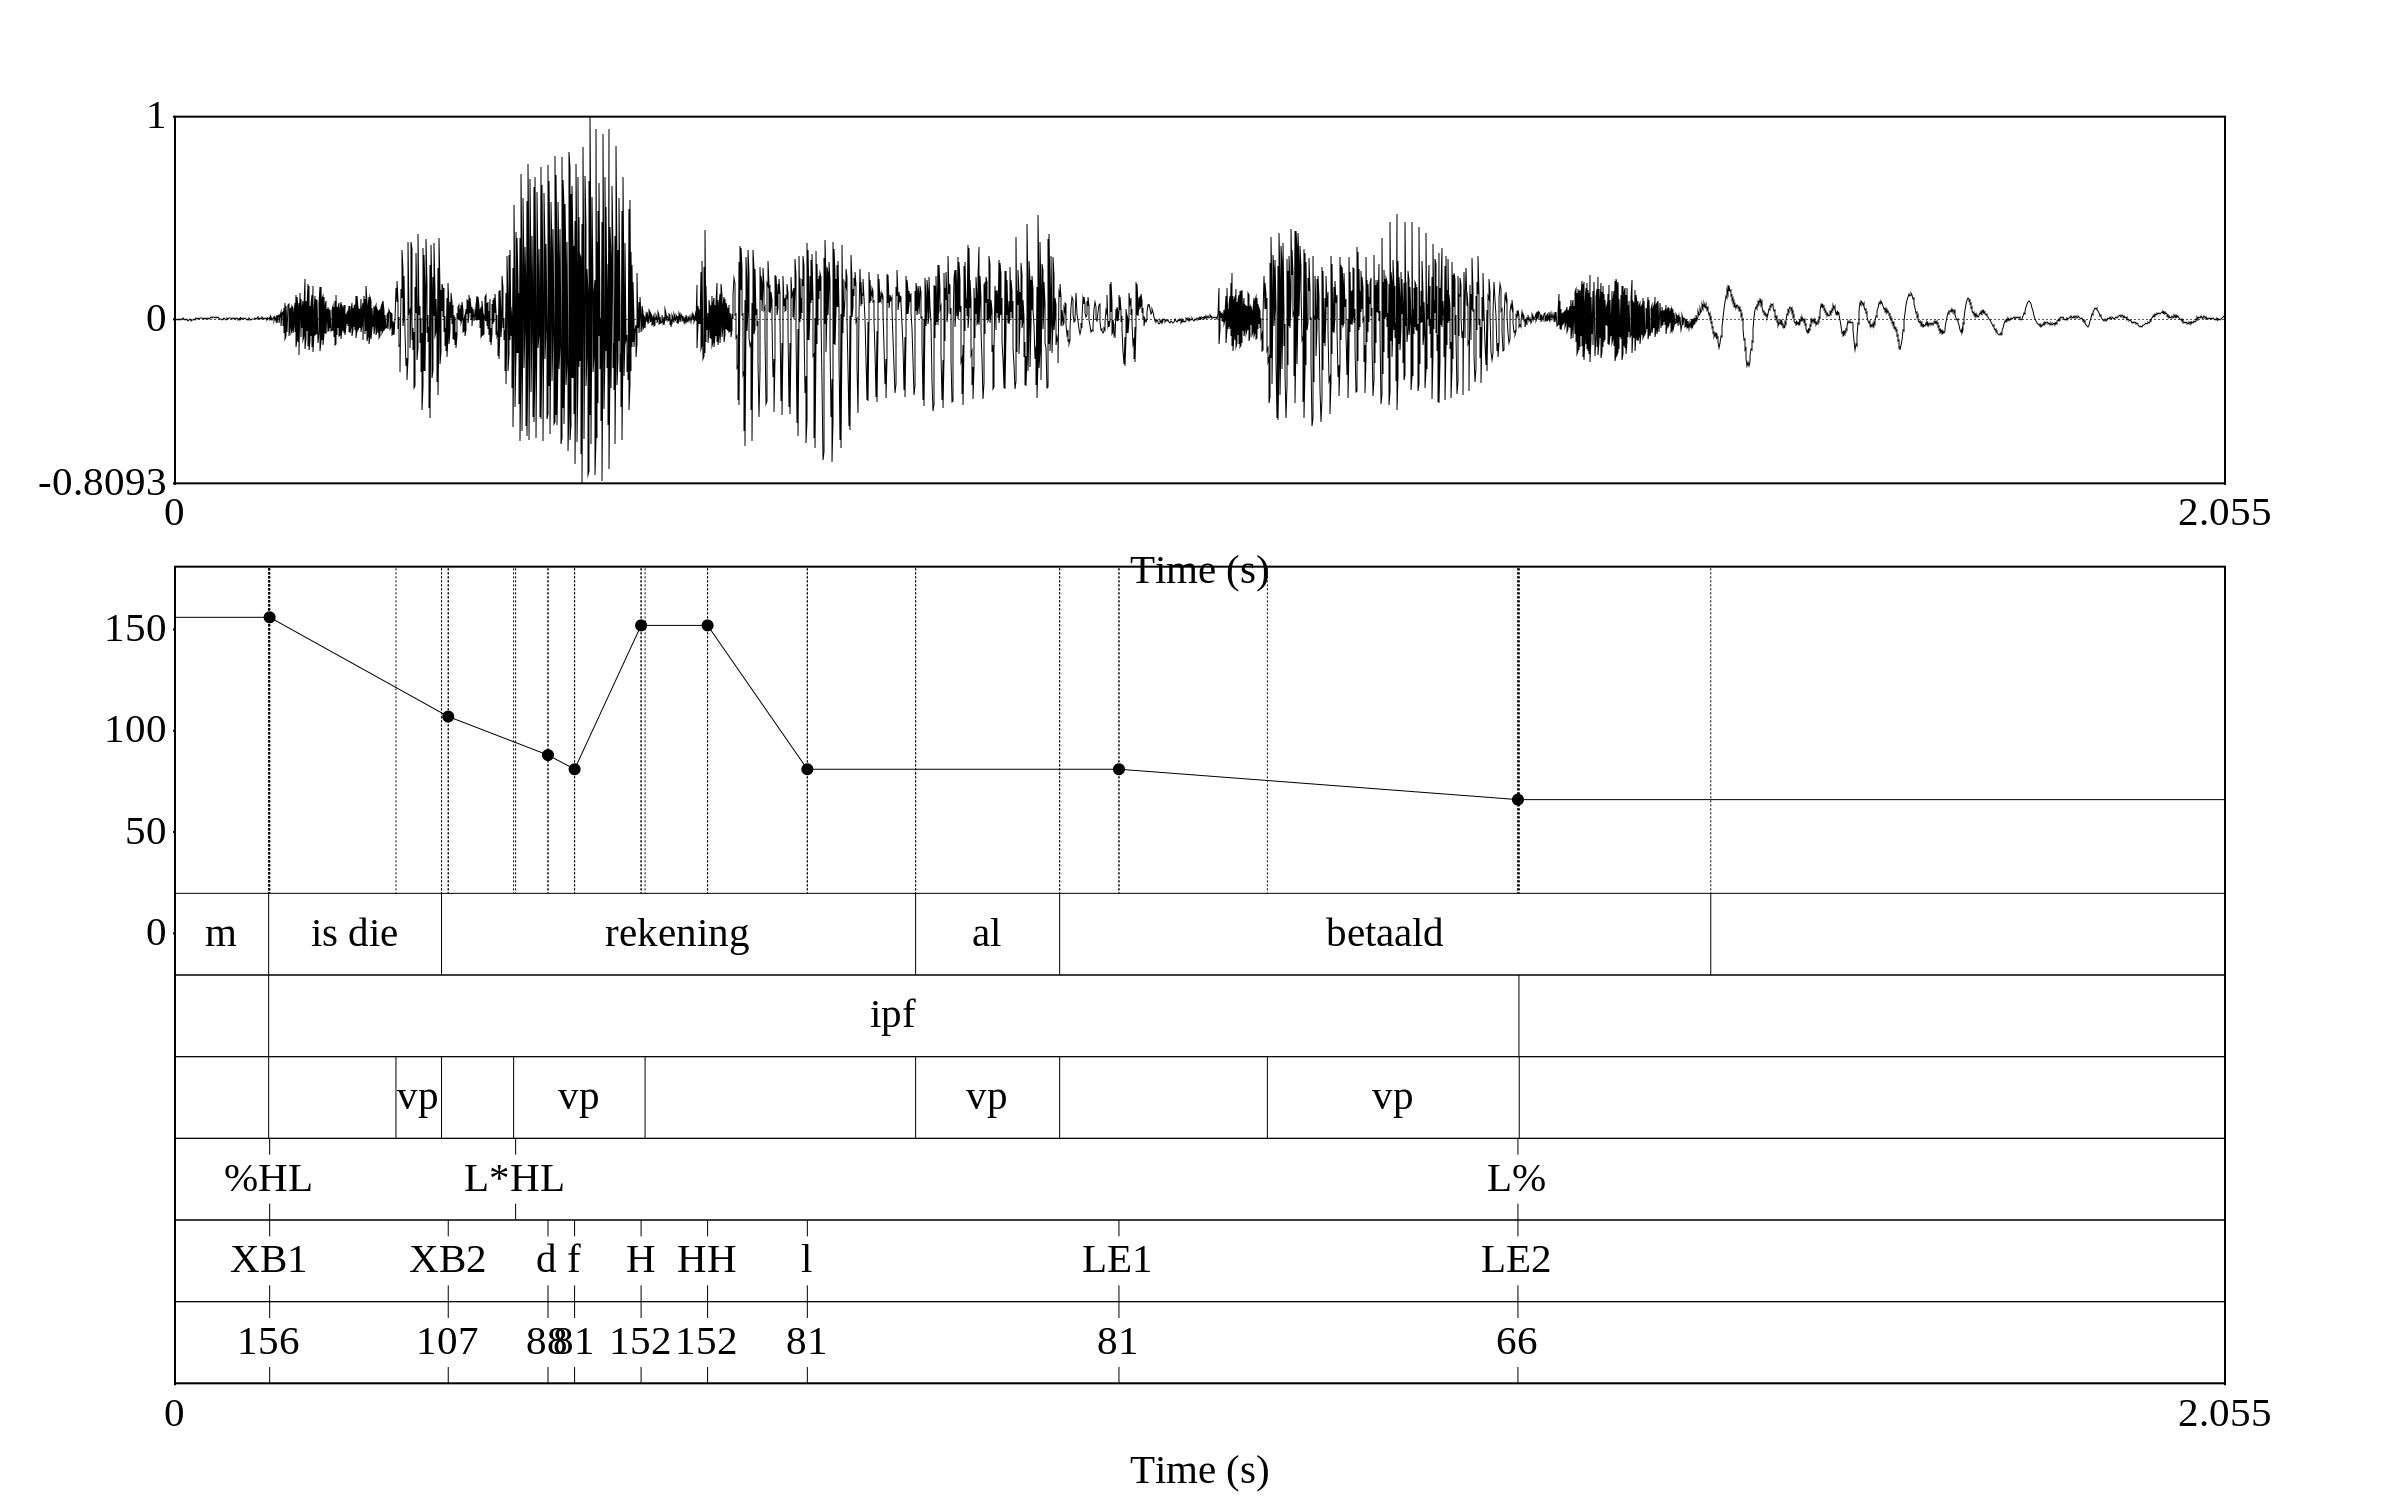 1
0
-0.8093
0 2.055
Time (s)
150
100
50
0
m is die rekening al betaald
ipf
vp vp vp vp
%HL L*HL L%
XB1 XB2 d f H HH l LE1 LE2
156 107 88 81 152 152 81 81 66
0 2.055
Time (s)